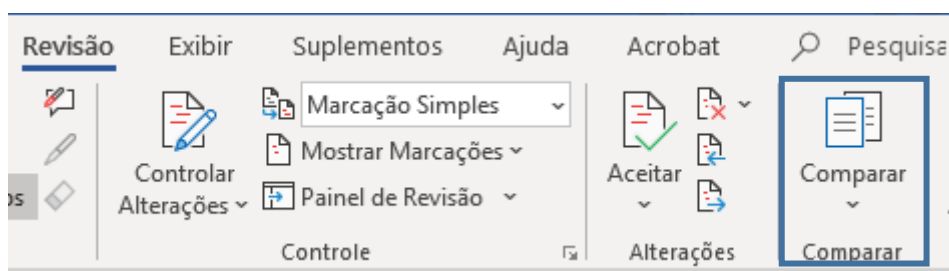 Revisão Exibir Suplementos Ajuda Acrobat Pesquisa
Marcação Simples
Mostrar Marcações
Painel de Revisão
Controlar
Alterações
Aceitar
Comparar
os
Controle Alterações Comparar